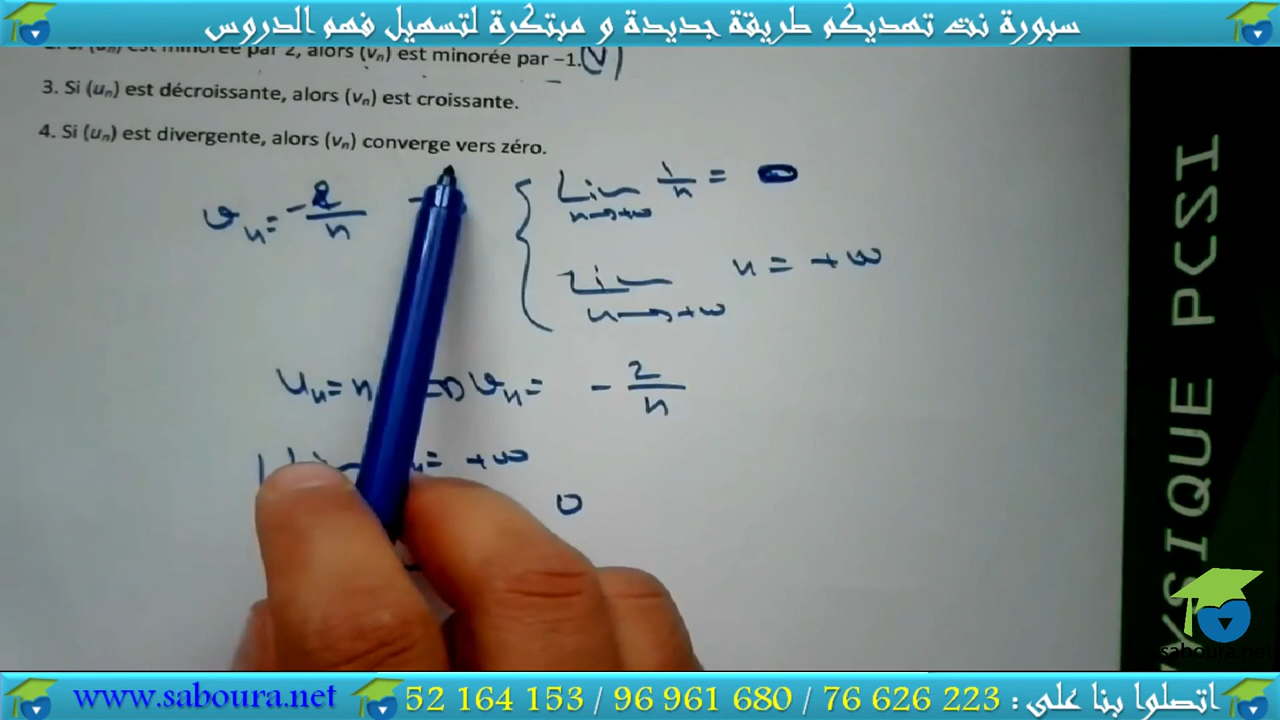 سبورة نت تهديكم طريقة جديدة و مبتكرة لتسهيل فهم الدروس
est minorée par 2, alors (vₙ) est minorée par −1. (V)
3. Si (uₙ) est décroissante, alors (vₙ) est croissante.
4. Si (uₙ) est divergente, alors (vₙ) converge vers zéro.
vₙ = -2/n
{ Lim n→+∞ 1/n = 0
Lim n→+∞ n = +∞
Uₙ = n
vₙ = - 2/n
= +∞
0
YSIQUE PCSI
saboura.net
www.saboura.net 52 164 153 / 96 961 680 / 76 626 223 : اتصلوا بنا على